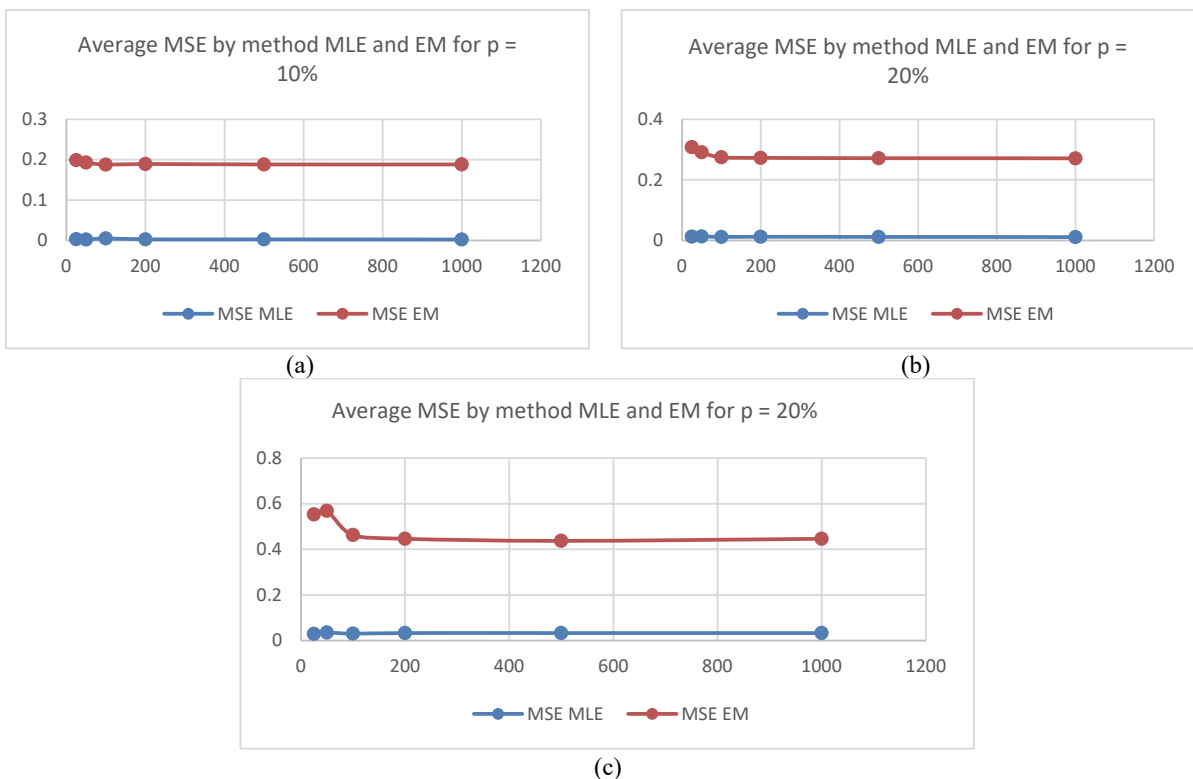 Average MSE by method MLE and EM for p =
10%
0.3
0.2
0.1
0
0 200 400 600 800 1000 1200
MSE MLE MSE EM
(a)
Average MSE by method MLE and EM for p =
20%
0.4
0.2
0
0 200 400 600 800 1000 1200
MSE MLE MSE EM
(b)
Average MSE by method MLE and EM for p = 20%
0.8
0.6
0.4
0.2
0
0 200 400 600 800 1000 1200
MSE MLE MSE EM
(c)